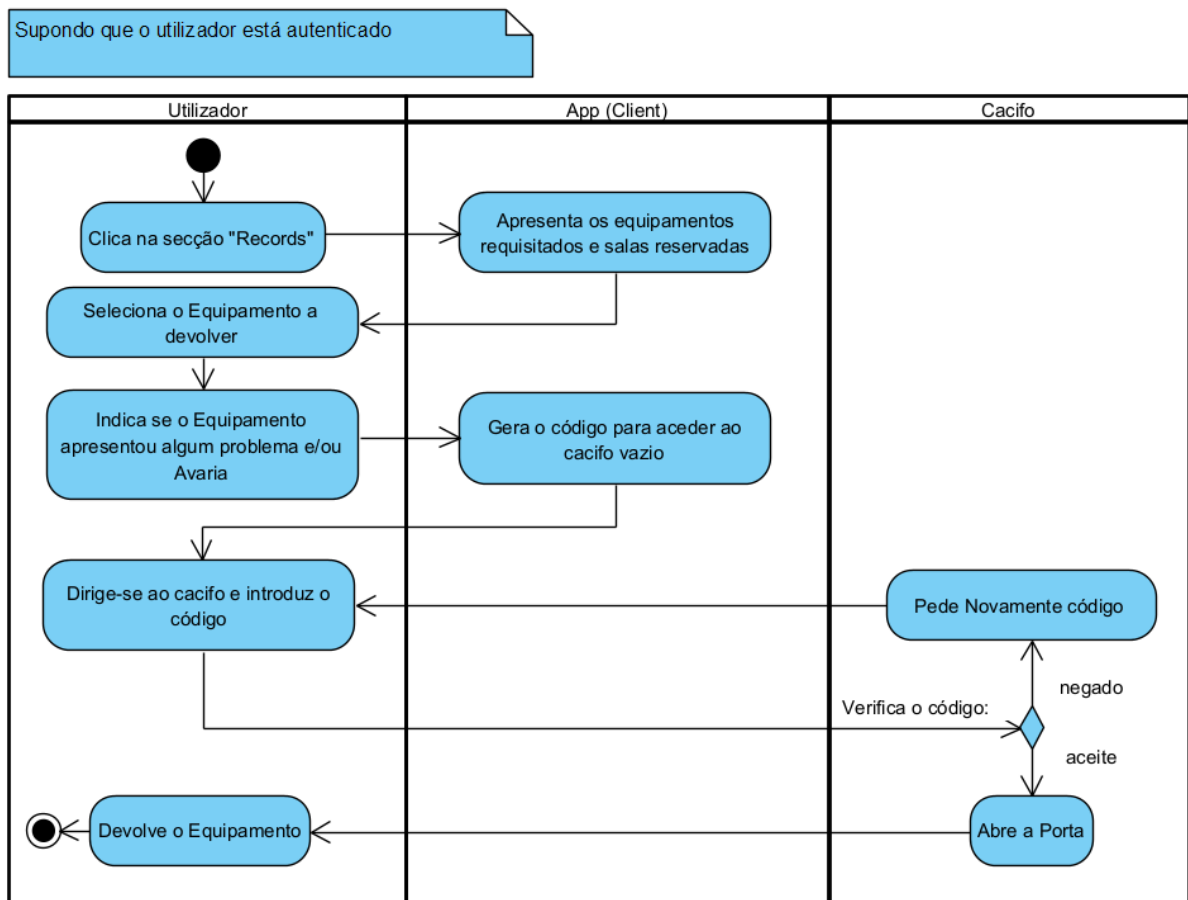 Supondo que o utilizador está autenticado
Utilizador
App (Client)
Cacifo
Clica na secção "Records"
Apresenta os equipamentos
requisitados e salas reservadas
Seleciona o Equipamento a
devolver
Indica se o Equipamento
apresentou algum problema e/ou
Avaria
Gera o código para aceder ao
cacifo vazio
Dirige-se ao cacifo e introduz o
código
Pede Novamente código
negado
Verifica o código:
aceite
Devolve o Equipamento
Abre a Porta